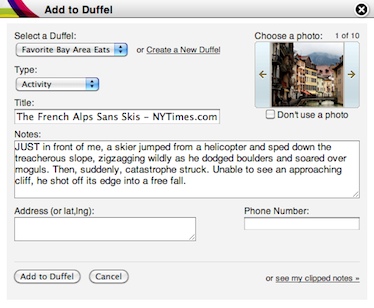 Add to Duffel
Select a Duffel:
Favorite Bay Area Eats
or Create a New Duffel
Type:
Activity
Title:
The French Alps Sans Skis – NYTimes.com
Choose a photo: 1 of 10
Don't use a photo
Notes:
JUST in front of me, a skier jumped from a helicopter and sped down the
treacherous slope, zigzagging wildly as he dodged boulders and soared over
moguls. Then, suddenly, catastrophe struck. Unable to see an approaching
cliff, he shot off its edge into a free fall.
Address (or lat,lng):
Phone Number:
Add to Duffel
Cancel
or see my clipped notes »